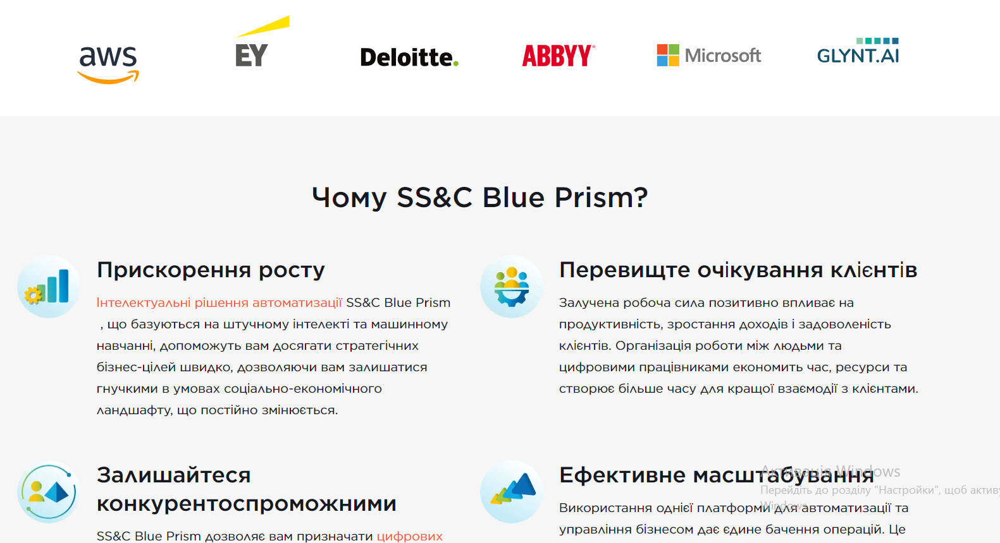 aws
EY
Deloitte.
ABBYY®
Microsoft
GLYNT.AI
Чому SS&C Blue Prism?
Прискорення росту
Інтелектуальні рішення автоматизації SS&C Blue Prism
, що базуються на штучному інтелекті та машинному
навчанні, допоможуть вам досягати стратегічних
бізнес-цілей швидко, дозволяючи вам залишатися
гнучкими в умовах соціально-економічного
ландшафту, що постійно змінюється.
Перевищте очікування клієнтів
Залучена робоча сила позитивно впливає на
продуктивність, зростання доходів і задоволеність
клієнтів. Організація роботи між людьми та
цифровими працівниками економить час, ресурси та
створює більше часу для кращої взаємодії з клієнтами.
Залишайтеся
конкурентоспроможними
SS&C Blue Prism дозволяє вам призначати цифрових
Ефективне масштабування
Використання однієї платформи для автоматизації та
управління бізнесом дає єдине бачення операцій. Це
Активація Windows
Перейдіть до розділу "Настройки", щоб активу
Windows.